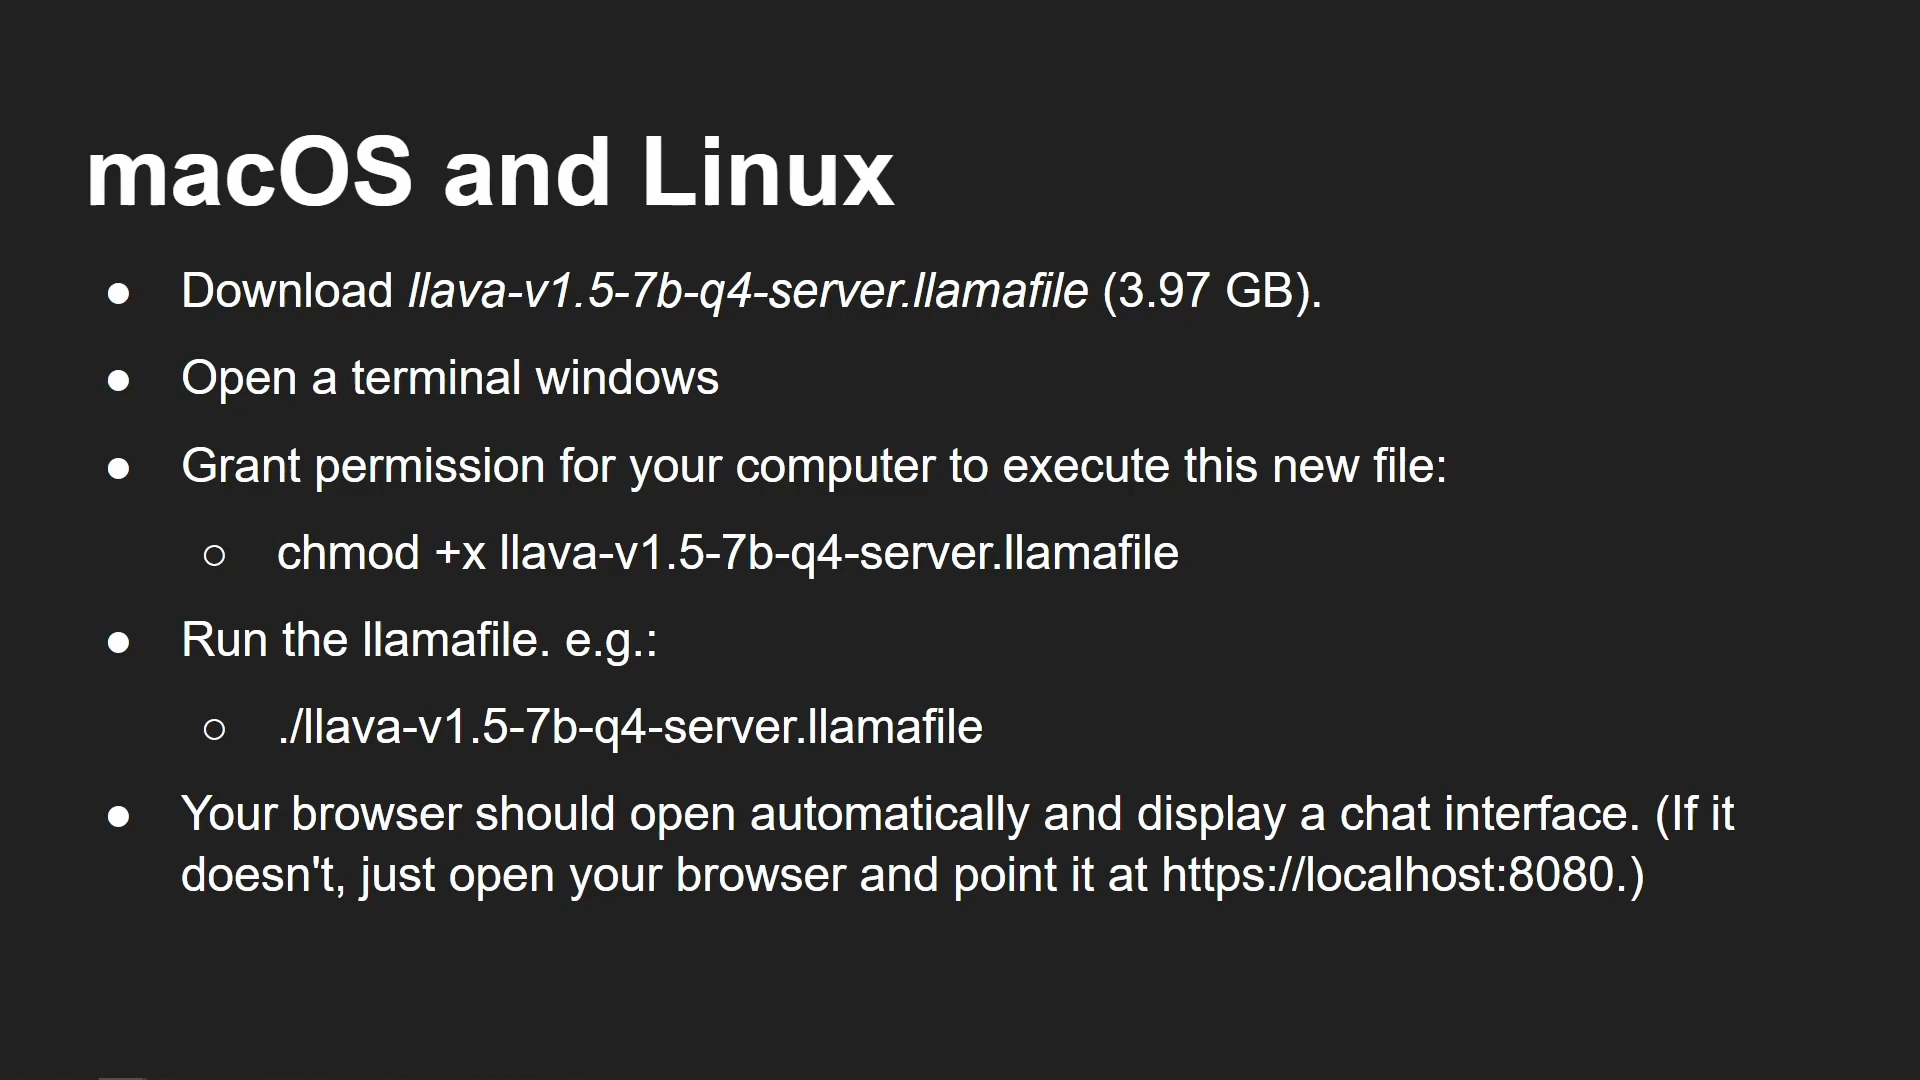 macOS and Linux
● Download llava-v1.5-7b-q4-server.llamafile (3.97 GB).
● Open a terminal windows
● Grant permission for your computer to execute this new file:
○ chmod +x llava-v1.5-7b-q4-server.llamafile
● Run the llamafile. e.g.:
○ ./llava-v1.5-7b-q4-server.llamafile
● Your browser should open automatically and display a chat interface. (If it
doesn't, just open your browser and point it at https://localhost:8080.)